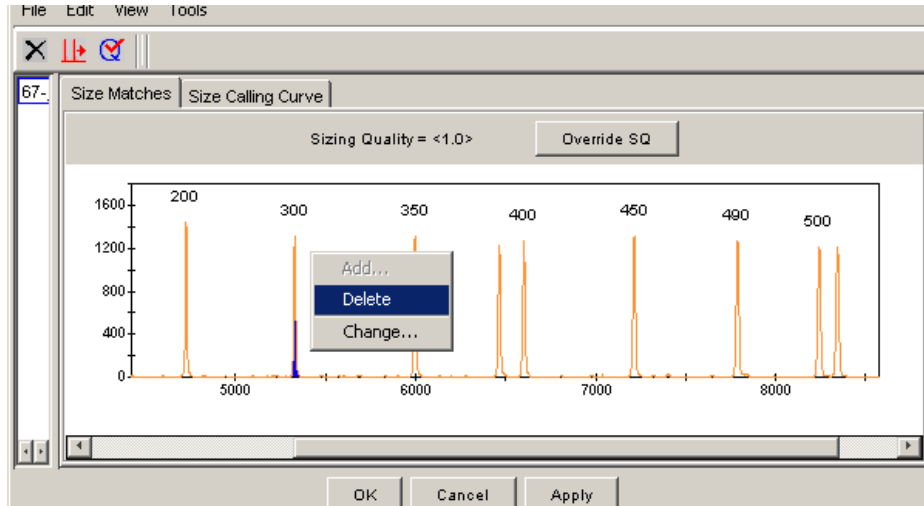 File Edit View Tools
67-
Size Matches Size Calling Curve
Sizing Quality = <1.0> Override SQ
200 300 350 400 450 490 500
1600
1200
800
400
0
5000 6000 7000 8000
Add...
Delete
Change...
OK Cancel Apply